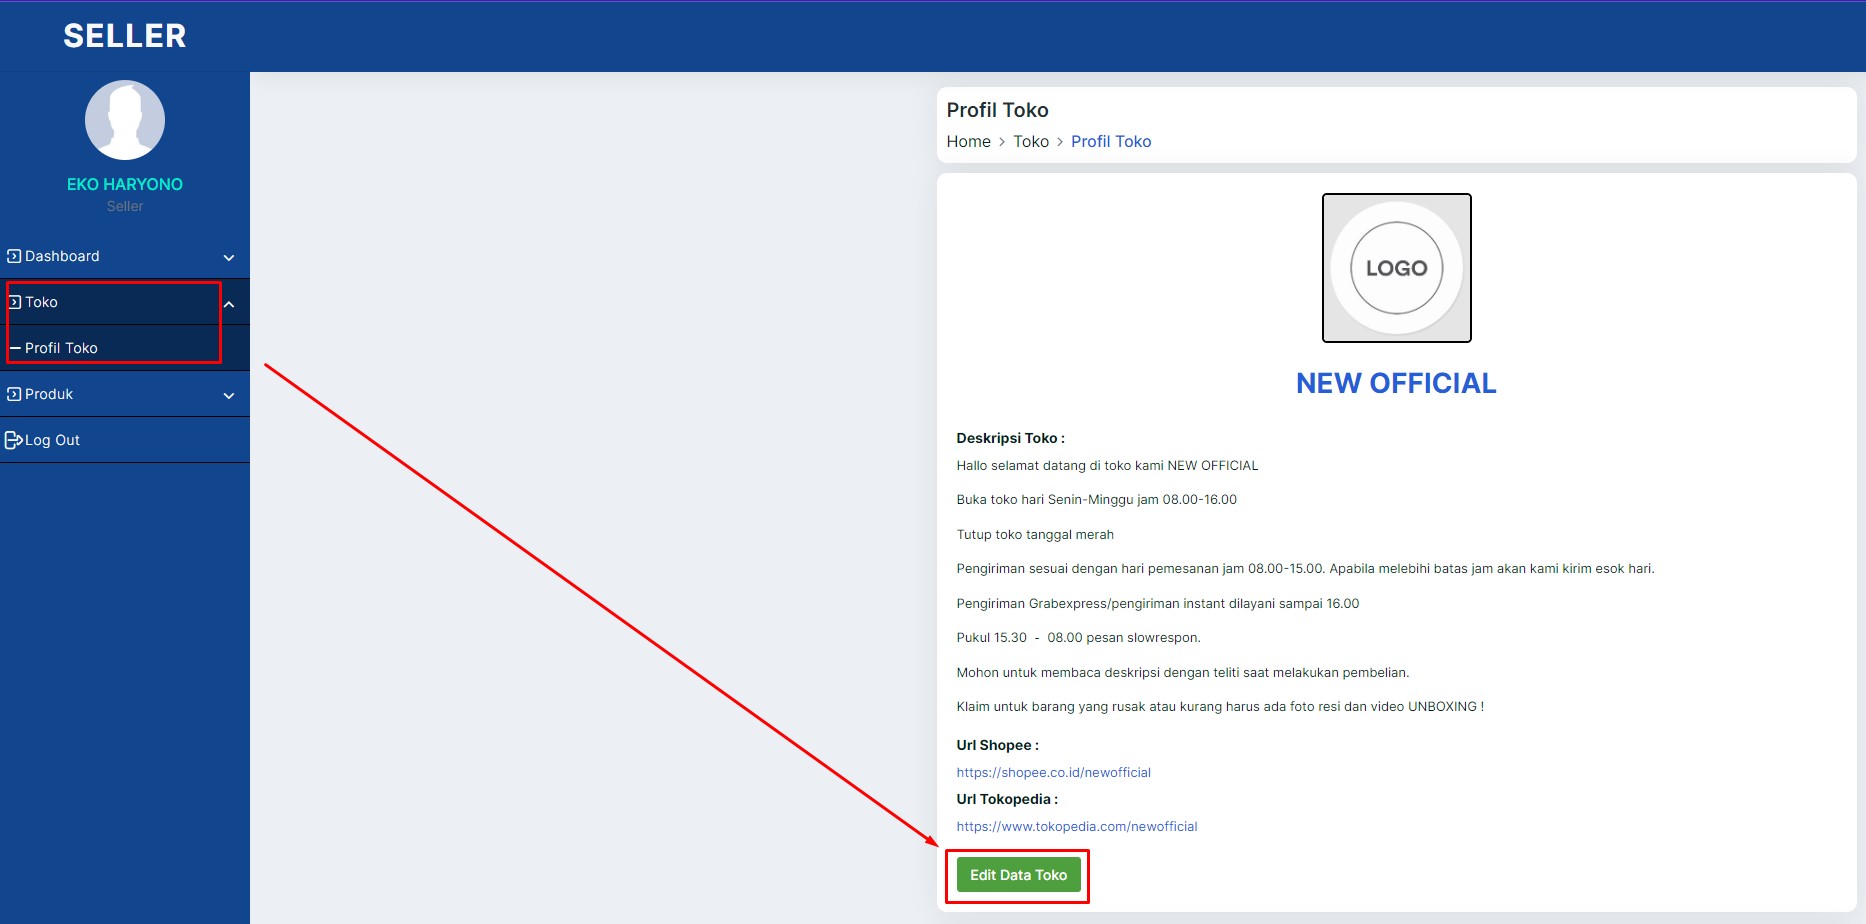 SELLER
EKO HARYONO
Seller
Dashboard
Toko
Profil Toko
Produk
Log Out
Profil Toko
Home > Toko > Profil Toko
LOGO
NEW OFFICIAL
Deskripsi Toko :
Hallo selamat datang di toko kami NEW OFFICIAL
Buka toko hari Senin-Minggu jam 08.00-16.00
Tutup toko tanggal merah
Pengiriman sesuai dengan hari pemesanan jam 08.00-15.00. Apabila melebihi batas jam akan kami kirim esok hari.
Pengiriman Grabexpress/pengiriman instant dilayani sampai 16.00
Pukul 15.30 - 08.00 pesan slowrespon.
Mohon untuk membaca deskripsi dengan teliti saat melakukan pembelian.
Klaim untuk barang yang rusak atau kurang harus ada foto resi dan video UNBOXING !
Url Shopee :
https://shopee.co.id/newofficial
Url Tokopedia :
https://www.tokopedia.com/newofficial
Edit Data Toko